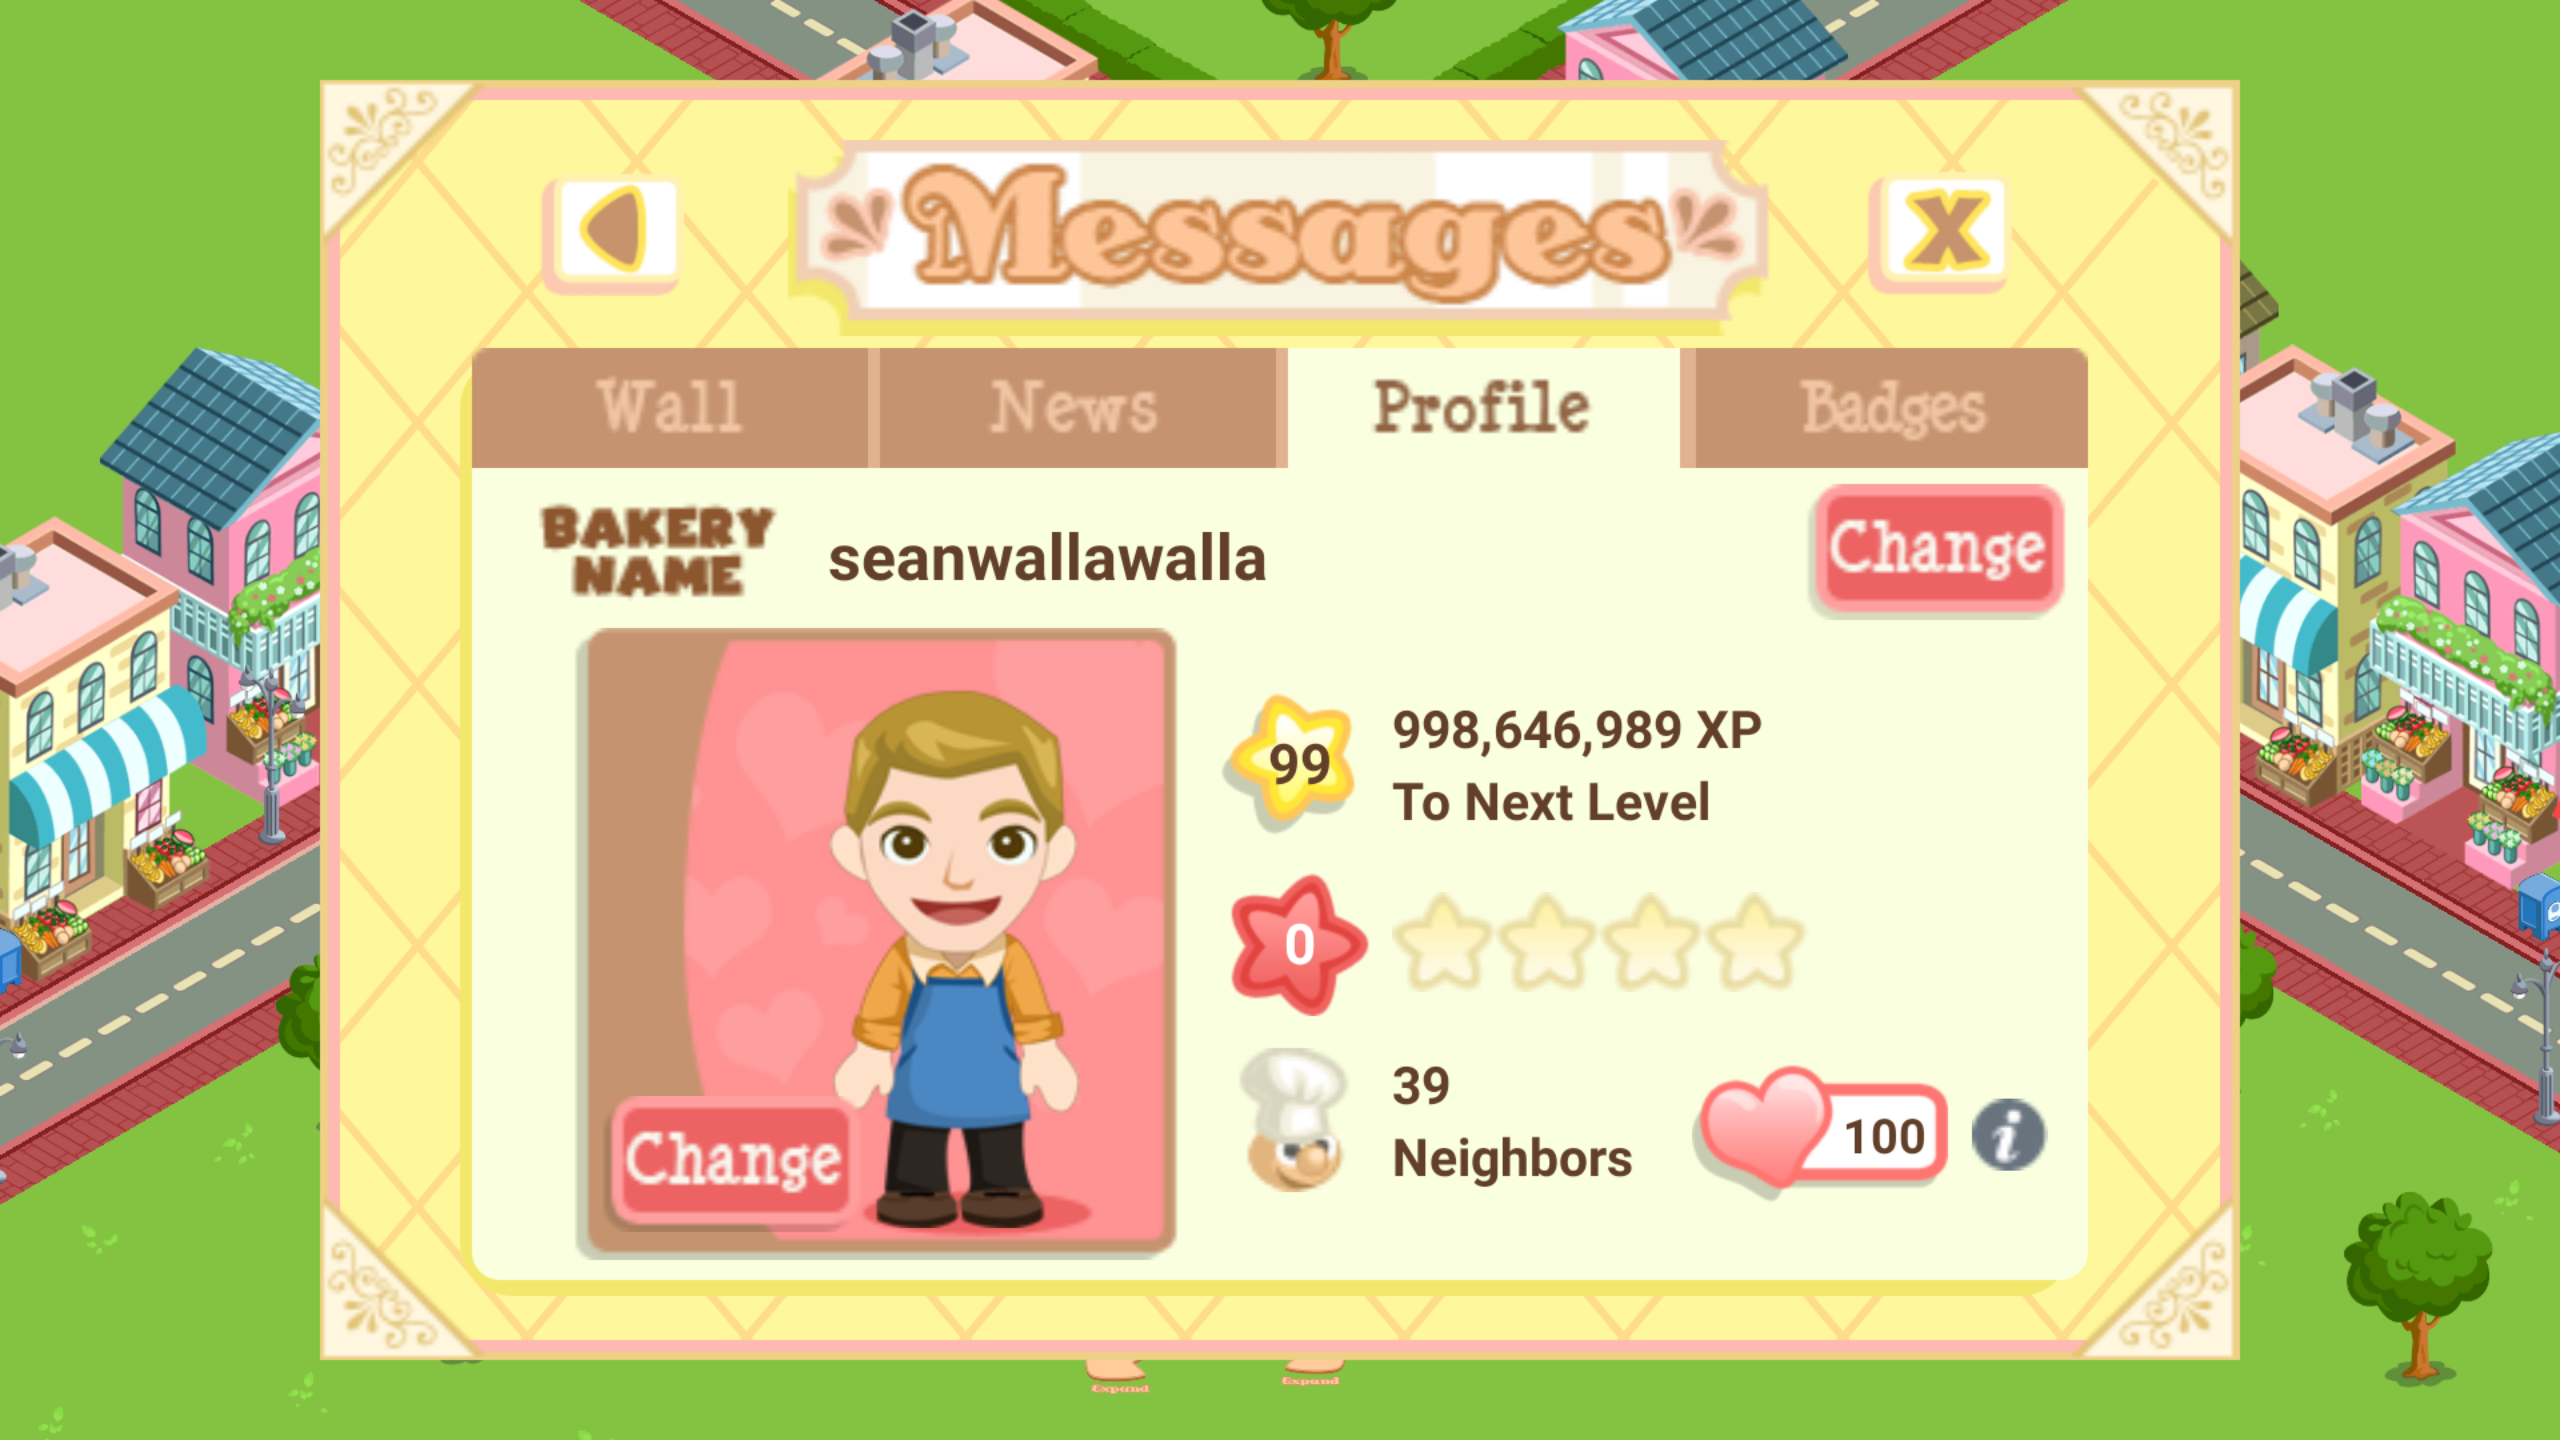 Messages
Wall
News
Profile
Badges
BAKERY
NAME
seanwallawalla
Change
99
998,646,989 XP
To Next Level
0
39
Neighbors
100
i
Change
Expand
Expand